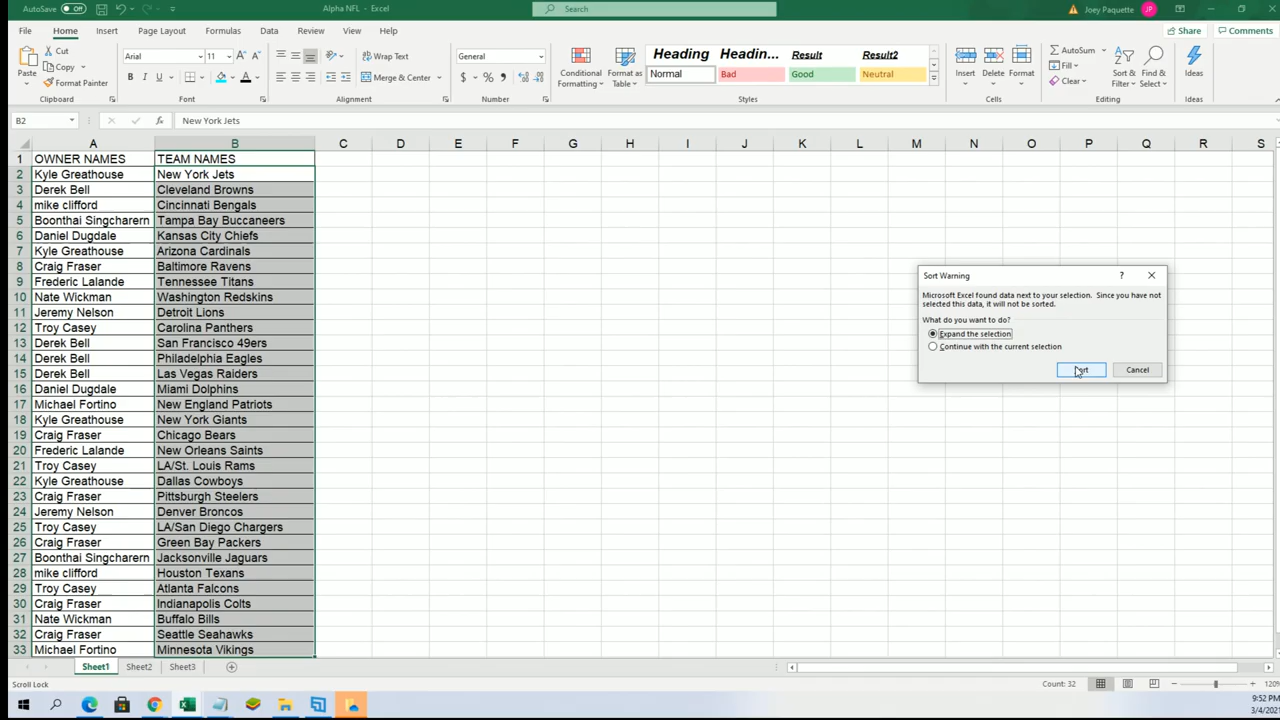 AutoSave Off Alpha NFL - Excel Search Joey Paquette JP
File Home Insert Page Layout Formulas Data Review View Help Share Comments
Paste Cut Copy Format Painter Clipboard
Arial 11 A A B I U A Font
Wrap Text Merge & Center Alignment
General $ % , Number
Conditional Formatting Format as Table
Heading Headin... Result Result2
Normal Bad Good Neutral
Styles
Insert Delete Format Cells
AutoSum Fill Clear Sort & Filter Find & Select Editing
Ideas Ideas
B2 fx New York Jets
A B C D E F G H I J K L M N O P Q R S
1 OWNER NAMES TEAM NAMES
2 Kyle Greathouse New York Jets
3 Derek Bell Cleveland Browns
4 mike clifford Cincinnati Bengals
5 Boonthai Singcharern Tampa Bay Buccaneers
6 Daniel Dugdale Kansas City Chiefs
7 Kyle Greathouse Arizona Cardinals
8 Craig Fraser Baltimore Ravens
9 Frederic Lalande Tennessee Titans
10 Nate Wickman Washington Redskins
11 Jeremy Nelson Detroit Lions
12 Troy Casey Carolina Panthers
13 Derek Bell San Francisco 49ers
14 Derek Bell Philadelphia Eagles
15 Derek Bell Las Vegas Raiders
16 Daniel Dugdale Miami Dolphins
17 Michael Fortino New England Patriots
18 Kyle Greathouse New York Giants
19 Craig Fraser Chicago Bears
20 Frederic Lalande New Orleans Saints
21 Troy Casey LA/St. Louis Rams
22 Kyle Greathouse Dallas Cowboys
23 Craig Fraser Pittsburgh Steelers
24 Jeremy Nelson Denver Broncos
25 Troy Casey LA/San Diego Chargers
26 Craig Fraser Green Bay Packers
27 Boonthai Singcharern Jacksonville Jaguars
28 mike clifford Houston Texans
29 Troy Casey Atlanta Falcons
30 Craig Fraser Indianapolis Colts
31 Nate Wickman Buffalo Bills
32 Craig Fraser Seattle Seahawks
33 Michael Fortino Minnesota Vikings
Sort Warning ?
Microsoft Excel found data next to your selection. Since you have not
selected this data, it will not be sorted.
What do you want to do?
Expand the selection
Continue with the current selection
Cancel
Sheet1 Sheet2 Sheet3
Scroll Lock Count: 32 120%
9:52 PM
3/4/2021